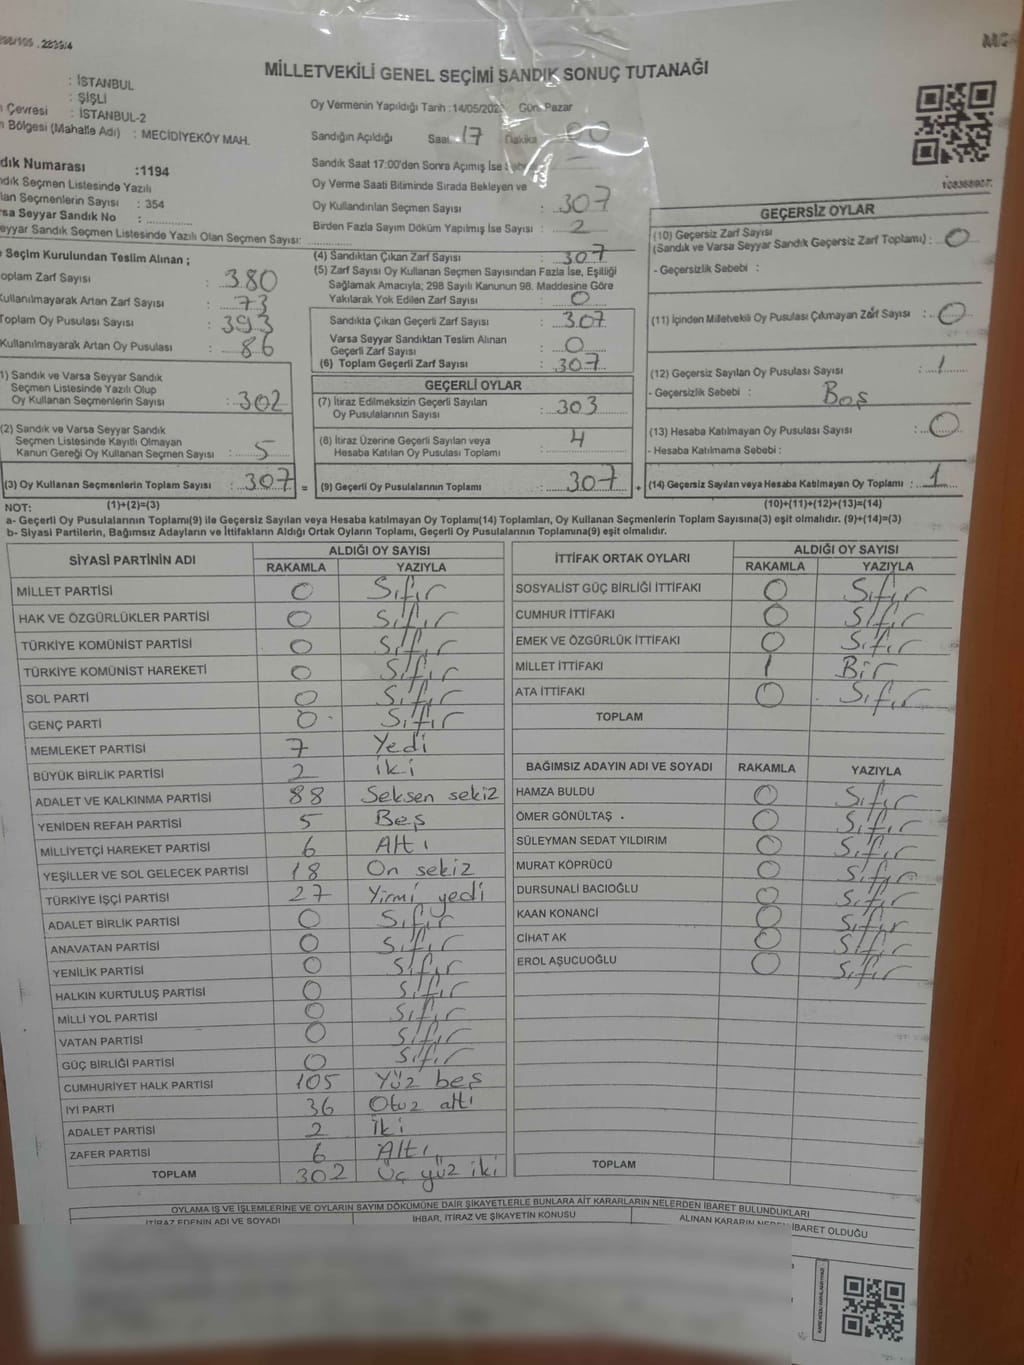 298/105 . 2839/4
MİLLETVEKİLİ GENEL SEÇİMİ SANDIK SONUÇ TUTANAĞI
: İSTANBUL
: ŞİŞLİ
Çevresi : İSTANBUL-2
Bölgesi (Mahalle Adı) : MECİDİYEKÖY MAH.
Oy Vermenin Yapıldığı Tarih :14/05/202 Gün: Pazar
Sandığın Açıldığı Saat 17 Dakika 00
Sandık Saat 17:00'den Sonra Açılmış İse
Oy Verme Saati Bitiminde Sırada Bekleyen ve
Oy Kullandırılan Seçmen Sayısı : 307
Birden Fazla Sayım Döküm Yapılmış İse Sayısı : 2
dık Numarası :1194
ndık Seçmen Listesinde Yazılı
lan Seçmenlerin Sayısı : 354
rsa Seyyar Sandık No :
eyyar Sandık Seçmen Listesinde Yazılı Olan Seçmen Sayısı:
Seçim Kurulundan Teslim Alınan ;
oplam Zarf Sayısı : 380
Kullanılmayarak Artan Zarf Sayısı : 73
Toplam Oy Pusulası Sayısı : 393
Kullanılmayarak Artan Oy Pusulası : 86
1) Sandık ve Varsa Seyyar Sandık
Seçmen Listesinde Yazılı Olup
Oy Kullanan Seçmenlerin Sayısı : 302
(2) Sandık ve Varsa Seyyar Sandık
Seçmen Listesinde Kayıtlı Olmayan
Kanun Gereği Oy Kullanan Seçmen Sayısı : 5
(3) Oy Kullanan Seçmenlerin Toplam Sayısı : 307 =
(4) Sandıktan Çıkan Zarf Sayısı : 307
(5) Zarf Sayısı Oy Kullanan Seçmen Sayısından Fazla İse, Eşitliği
Sağlamak Amacıyla; 298 Sayılı Kanunun 98. Maddesine Göre
Yakılarak Yok Edilen Zarf Sayısı : 0
Sandıkta Çıkan Geçerli Zarf Sayısı : 307
Varsa Seyyar Sandıktan Teslim Alınan
Geçerli Zarf Sayısı : 0
(6) Toplam Geçerli Zarf Sayısı : 307
GEÇERLİ OYLAR
(7) İtiraz Edilmeksizin Geçerli Sayılan
Oy Pusulalarının Sayısı : 303
(8) İtiraz Üzerine Geçerli Sayılan veya
Hesaba Katılan Oy Pusulası Toplamı : 4
(9) Geçerli Oy Pusulalarının Toplamı : 307
GEÇERSİZ OYLAR
(10) Geçersiz Zarf Sayısı
(Sandık ve Varsa Seyyar Sandık Geçersiz Zarf Toplamı) : 0
- Geçersizlik Sebebi :
(11) İçinden Milletvekili Oy Pusulası Çıkmayan Zarf Sayısı : 0
(12) Geçersiz Sayılan Oy Pusulası Sayısı : 1
- Geçersizlik Sebebi : Boş
(13) Hesaba Katılmayan Oy Pusulası Sayısı : 0
- Hesaba Katılmama Sebebi :
(14) Geçersiz Sayılan veya Hesaba Katılmayan Oy Toplamı : 1
NOT: (1)+(2)=(3) (10)+(11)+(12)+(13)=(14)
a- Geçerli Oy Pusulalarının Toplamı(9) ile Geçersiz Sayılan veya Hesaba katılmayan Oy Toplamı(14) Toplamları, Oy Kullanan Seçmenlerin Toplam Sayısına(3) eşit olmalıdır. (9)+(14)=(3)
b- Siyasi Partilerin, Bağımsız Adayların ve İttifakların Aldığı Ortak Oyların Toplamı, Geçerli Oy Pusulalarının Toplamına(9) eşit olmalıdır.
SİYASİ PARTİNİN ADI ALDIĞI OY SAYISI
RAKAMLA YAZIYLA
MİLLET PARTİSİ 0 Sıfır
HAK VE ÖZGÜRLÜKLER PARTİSİ 0 Sıfır
TÜRKİYE KOMÜNİST PARTİSİ 0 Sıfır
TÜRKİYE KOMÜNİST HAREKETİ 0 Sıfır
SOL PARTİ 0 Sıfır
GENÇ PARTİ 0 Sıfır
MEMLEKET PARTİSİ 7 Yedi
BÜYÜK BİRLİK PARTİSİ 2 iki
ADALET VE KALKINMA PARTİSİ 88 Seksen sekiz
YENİDEN REFAH PARTİSİ 5 Beş
MİLLİYETÇİ HAREKET PARTİSİ 6 Altı
YEŞİLLER VE SOL GELECEK PARTİSİ 18 On sekiz
TÜRKİYE İŞÇİ PARTİSİ 27 Yirmi yedi
ADALET BİRLİK PARTİSİ 0 Sıfır
ANAVATAN PARTİSİ 0 Sıfır
YENİLİK PARTİSİ 0 Sıfır
HALKIN KURTULUŞ PARTİSİ 0 Sıfır
MİLLİ YOL PARTİSİ 0 Sıfır
VATAN PARTİSİ 0 Sıfır
GÜÇ BİRLİĞİ PARTİSİ 0 Sıfır
CUMHURİYET HALK PARTİSİ 105 Yüz beş
İYİ PARTİ 36 Otuz altı
ADALET PARTİSİ 2 İki
ZAFER PARTİSİ 6 Altı
TOPLAM 302 Üç yüz iki
İTTİFAK ORTAK OYLARI ALDIĞI OY SAYISI
RAKAMLA YAZIYLA
SOSYALİST GÜÇ BİRLİĞİ İTTİFAKI 0 Sıfır
CUMHUR İTTİFAKI 0 Sıfır
EMEK VE ÖZGÜRLÜK İTTİFAKI 0 Sıfır
MİLLET İTTİFAKI 1 Bir
ATA İTTİFAKI 0 Sıfır
TOPLAM
BAĞIMSIZ ADAYIN ADI VE SOYADI RAKAMLA YAZIYLA
HAMZA BULDU 0 Sıfır
ÖMER GÖNÜLTAŞ 0 Sıfır
SÜLEYMAN SEDAT YILDIRIM 0 Sıfır
MURAT KÖPRÜCÜ 0 Sıfır
DURSUNALİ BACIOĞLU 0 Sıfır
KAAN KONANCİ 0 Sıfır
CİHAT AK 0 Sıfır
EROL AŞUCUOĞLU 0 Sıfır
TOPLAM
OYLAMA İŞ VE İŞLEMLERİNE VE OYLARIN SAYIM DÖKÜMÜNE DAİR ŞİKAYETLERLE BUNLARA AİT KARARLARIN NELERDEN İBARET BULUNDUKLARI
İTİRAZ EDENİN ADI VE SOYADI İHBAR, İTİRAZ VE ŞİKAYETİN KONUSU ALINAN KARARIN NEDEN İBARET OLDUĞU